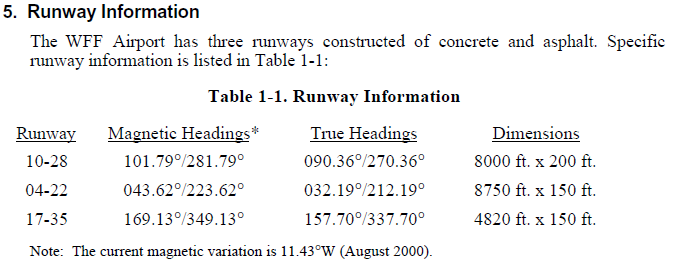 5. Runway Information
The WFF Airport has three runways constructed of concrete and asphalt. Specific
runway information is listed in Table 1-1:
Table 1-1. Runway Information
Runway Magnetic Headings* True Headings Dimensions
10-28 101.79°/281.79° 090.36°/270.36° 8000 ft. x 200 ft.
04-22 043.62°/223.62° 032.19°/212.19° 8750 ft. x 150 ft.
17-35 169.13°/349.13° 157.70°/337.70° 4820 ft. x 150 ft.
Note: The current magnetic variation is 11.43°W (August 2000).